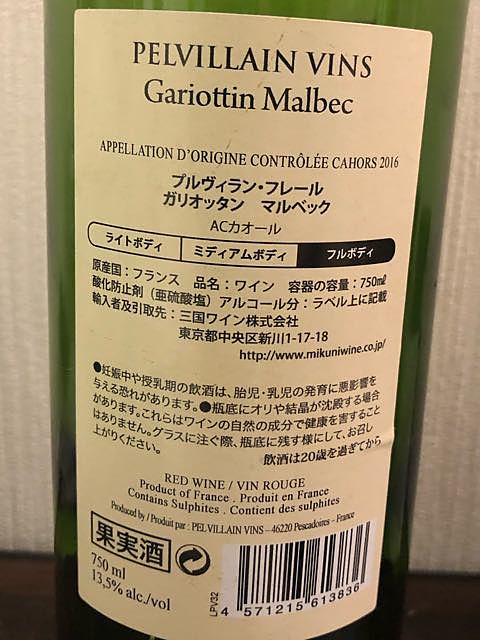 PELVILLAIN VINS
Gariottin Malbec
APPELLATION D'ORIGINE CONTRÔLÉE CAHORS 2016
プルヴィラン・フレール
ガリオッタン マルベック
ACカオール
ライトボディ ミディアムボディ フルボディ
原産国：フランス 品名：ワイン 容器の容量：750mℓ
酸化防止剤（亜硫酸塩）アルコール分：ラベル上に記載
輸入者及引取先：三国ワイン株式会社
東京都中央区新川1-17-18
http://www.mikuniwine.co.jp/
●妊娠中や授乳期の飲酒は、胎児・乳児の発育に悪影響を
与える恐れがあります。●瓶底にオリや結晶が沈殿する場合
があります。これらはワインの自然の成分で健康を害すること
はありません。グラスに注ぐ際、瓶底に残す様にして、お召し
上がりください。
飲酒は20歳を過ぎてから
RED WINE / VIN ROUGE
Product of France . Produit en France
Contains Sulphites . Contient des sulfites
Produced by / Produit par : PELVILLAIN VINS – 46220 Pescadoires – France
果実酒
750 ml
13,5% alc./vol
LPV32
4 571215 613836